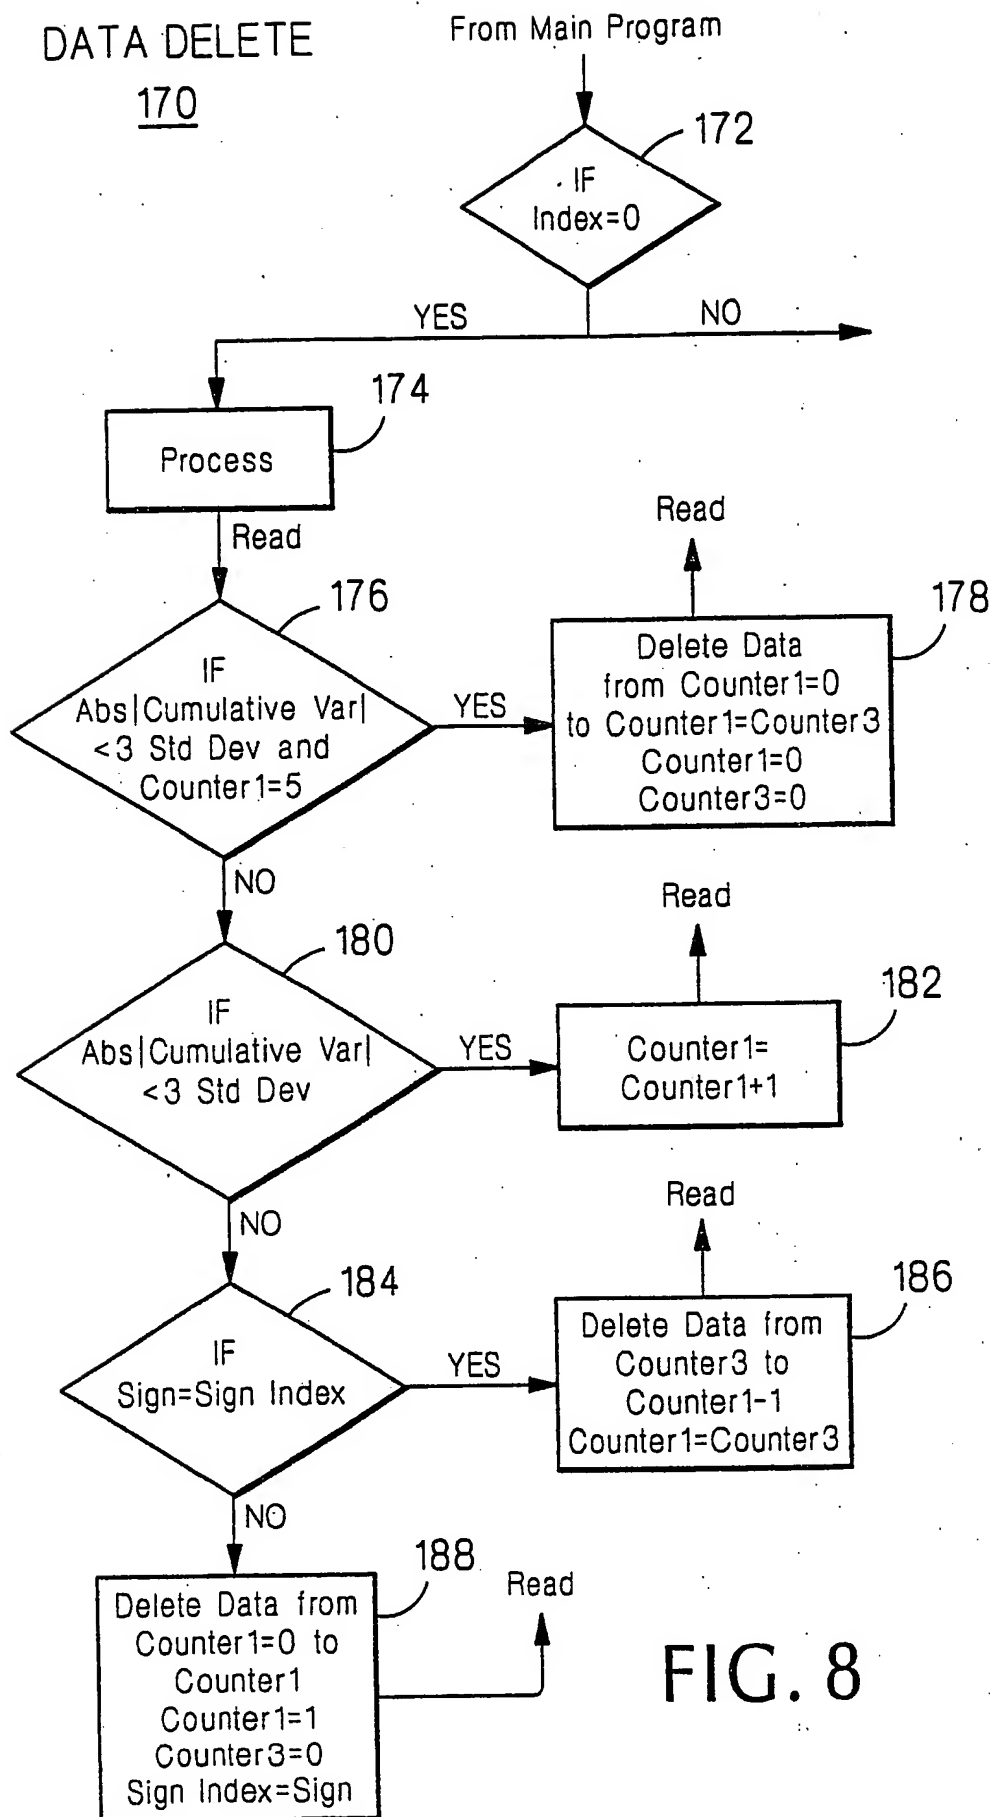 DATA DELETE
170
From Main Program
172
IF
Index=0
YES
NO
174
Process
Read
176
IF
Abs|Cumulative Var|
<3 Std Dev and
Counter1=5
YES
Read
178
Delete Data
from Counter1=0
to Counter1=Counter3
Counter1=0
Counter3=0
NO
180
IF
Abs|Cumulative Var|
<3 Std Dev
YES
Read
182
Counter1=
Counter1+1
NO
184
IF
Sign=Sign Index
YES
Read
186
Delete Data from
Counter3 to
Counter1-1
Counter1=Counter3
NO
188
Delete Data from
Counter1=0 to
Counter1
Counter1=1
Counter3=0
Sign Index=Sign
Read
FIG. 8